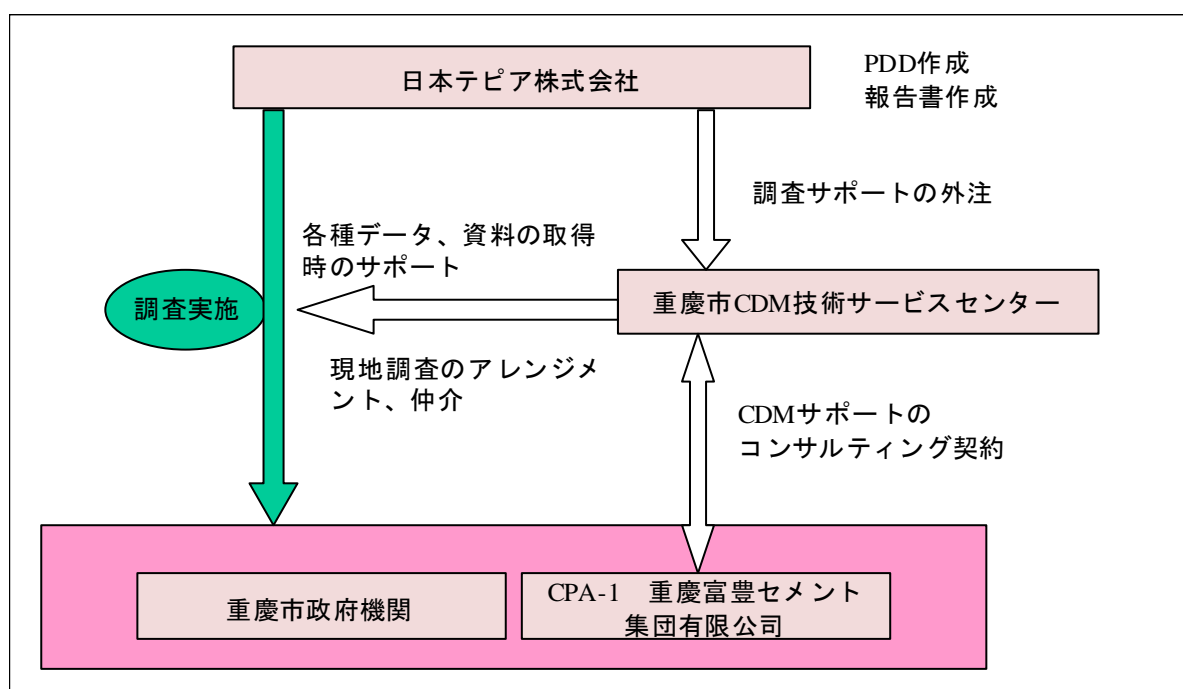 日本テピア株式会社
PDD作成
報告書作成
調査サポートの外注
各種データ、資料の取得
時のサポート
調査実施
重慶市CDM技術サービスセンター
現地調査のアレンジメ
ント、仲介
CDMサポートの
コンサルティング契約
重慶市政府機関
CPA-1　重慶富豊セメント
集団有限公司